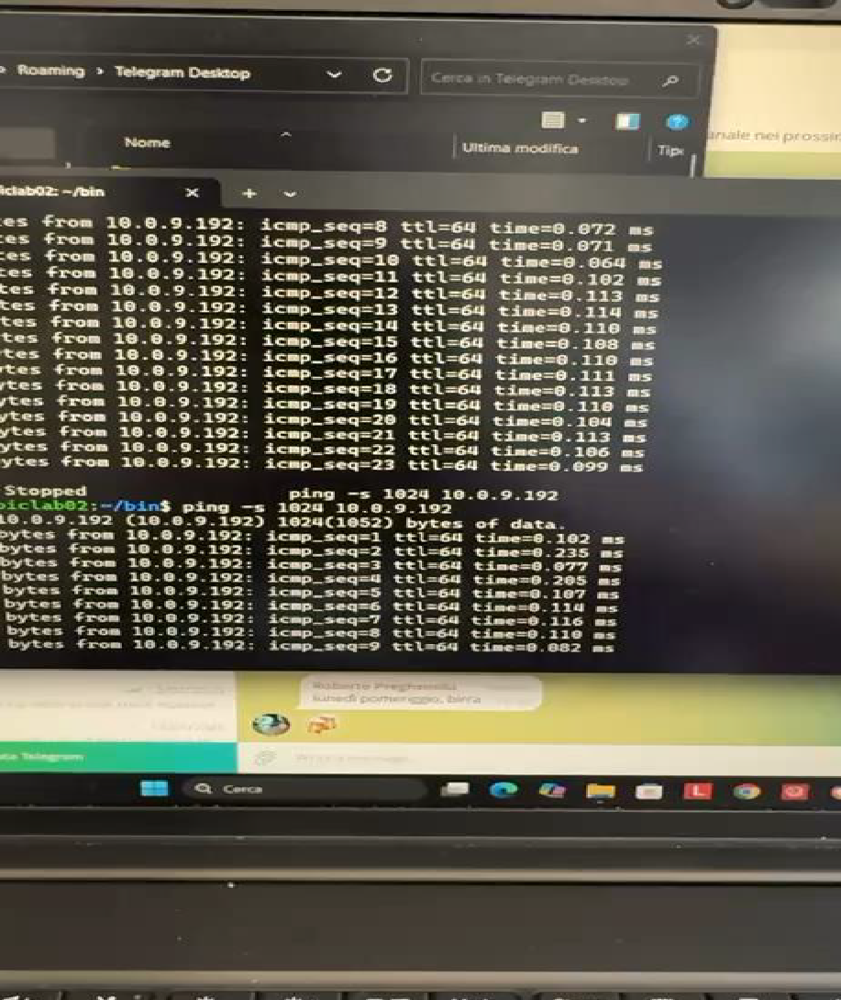 > Roaming > Telegram Desktop
Cerca in Telegram Desktop
Nome
Ultima modifica
Tipo
anale nei prossir
iclab02: ~/bin
tes from 10.0.9.192: icmp_seq=8 ttl=64 time=0.072 ms
tes from 10.0.9.192: icmp_seq=9 ttl=64 time=0.071 ms
tes from 10.0.9.192: icmp_seq=10 ttl=64 time=0.064 ms
tes from 10.0.9.192: icmp_seq=11 ttl=64 time=0.102 ms
tes from 10.0.9.192: icmp_seq=12 ttl=64 time=0.113 ms
tes from 10.0.9.192: icmp_seq=13 ttl=64 time=0.114 ms
tes from 10.0.9.192: icmp_seq=14 ttl=64 time=0.110 ms
tes from 10.0.9.192: icmp_seq=15 ttl=64 time=0.108 ms
ytes from 10.0.9.192: icmp_seq=16 ttl=64 time=0.110 ms
ytes from 10.0.9.192: icmp_seq=17 ttl=64 time=0.111 ms
ytes from 10.0.9.192: icmp_seq=18 ttl=64 time=0.113 ms
ytes from 10.0.9.192: icmp_seq=19 ttl=64 time=0.110 ms
ytes from 10.0.9.192: icmp_seq=20 ttl=64 time=0.104 ms
ytes from 10.0.9.192: icmp_seq=21 ttl=64 time=0.113 ms
ytes from 10.0.9.192: icmp_seq=22 ttl=64 time=0.106 ms
ytes from 10.0.9.192: icmp_seq=23 ttl=64 time=0.099 ms
Stopped ping -s 1024 10.0.9.192
biclab02:~/bin$ ping -s 1024 10.0.9.192
10.0.9.192 (10.0.9.192) 1024(1052) bytes of data.
bytes from 10.0.9.192: icmp_seq=1 ttl=64 time=0.102 ms
bytes from 10.0.9.192: icmp_seq=2 ttl=64 time=0.235 ms
bytes from 10.0.9.192: icmp_seq=3 ttl=64 time=0.077 ms
bytes from 10.0.9.192: icmp_seq=4 ttl=64 time=0.205 ms
bytes from 10.0.9.192: icmp_seq=5 ttl=64 time=0.107 ms
bytes from 10.0.9.192: icmp_seq=6 ttl=64 time=0.114 ms
bytes from 10.0.9.192: icmp_seq=7 ttl=64 time=0.116 ms
bytes from 10.0.9.192: icmp_seq=8 ttl=64 time=0.110 ms
bytes from 10.0.9.192: icmp_seq=9 ttl=64 time=0.082 ms
Roberto
lunedì pomeriggio, birra
Telegram
Write a message...
Cerca
L